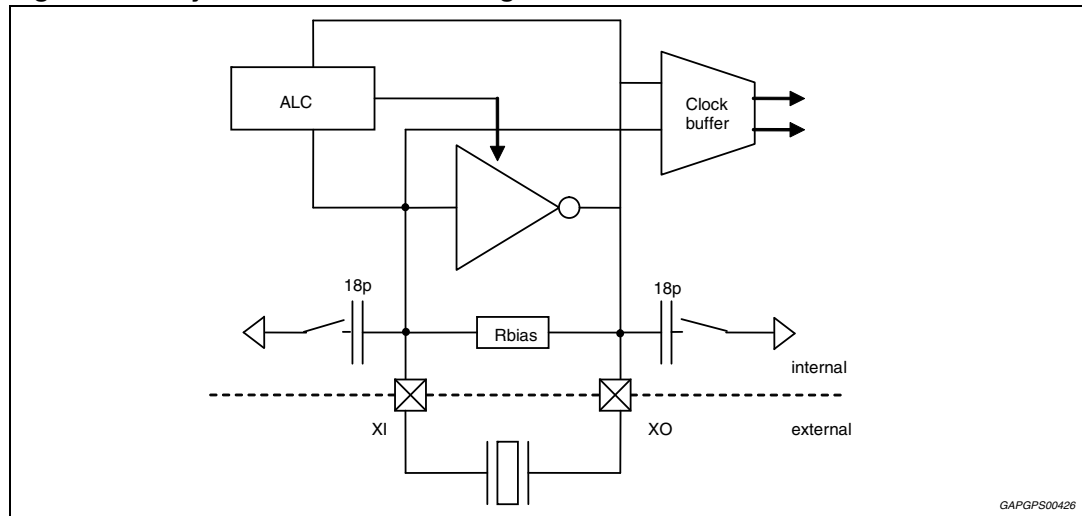 ALC
Clock
buffer
18p
18p
Rbias
internal
XI
XO
external
GAPGPS00426